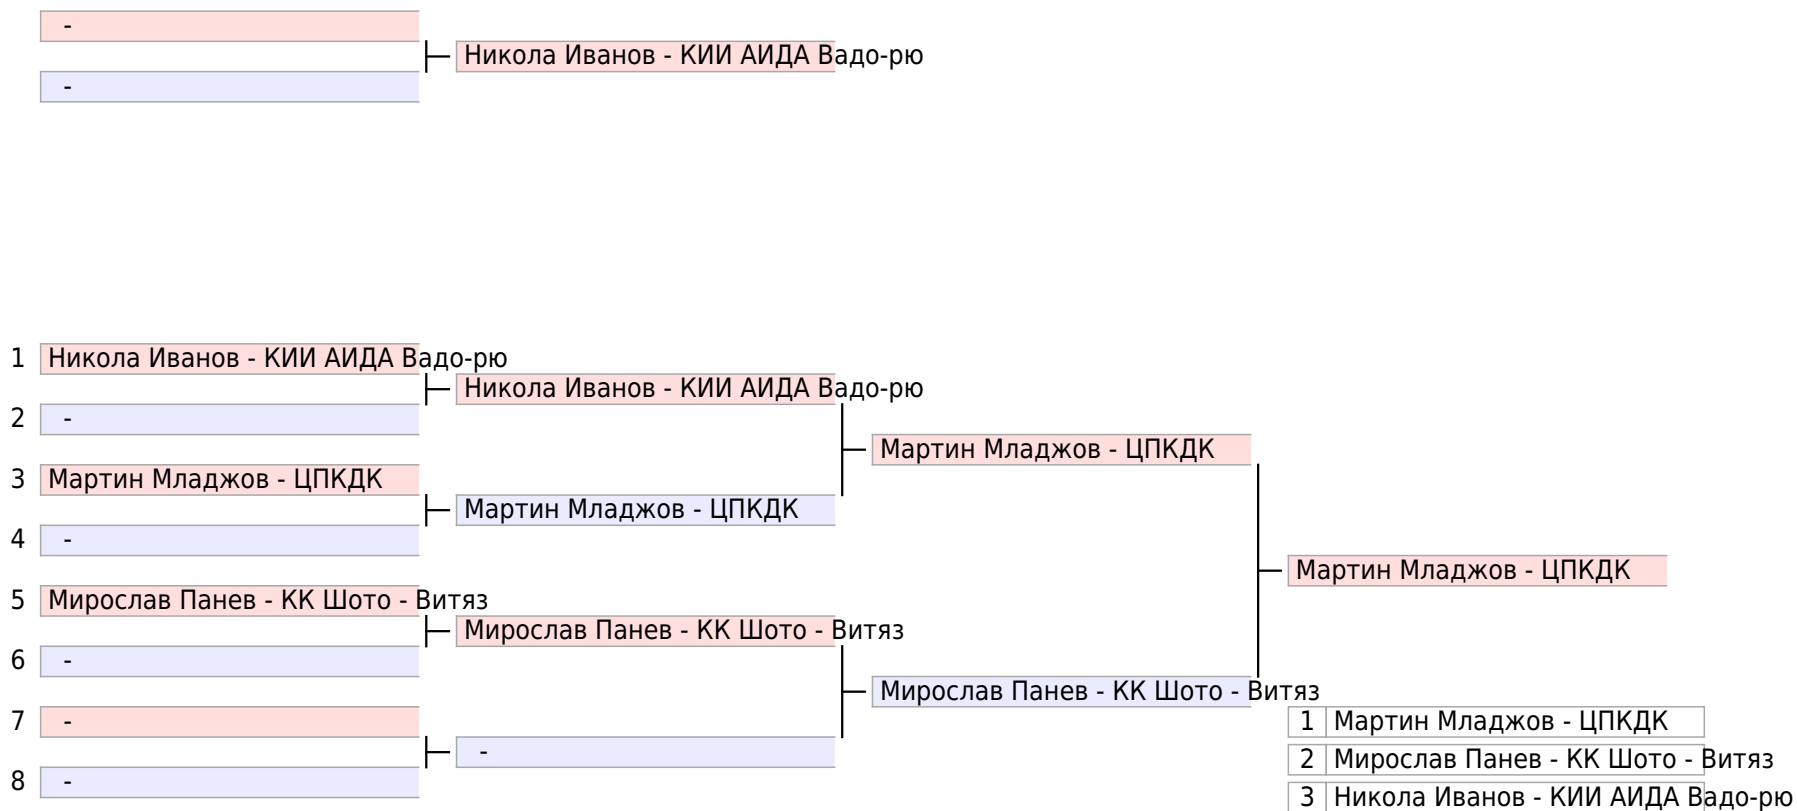 -
Никола Иванов - КИИ АИДА Вадо-рю
-
1 Никола Иванов - КИИ АИДА Вадо-рю
Никола Иванов - КИИ АИДА Вадо-рю
2 -
Мартин Младжов - ЦПКДК
3 Мартин Младжов - ЦПКДК
Мартин Младжов - ЦПКДК
4 -
Мартин Младжов - ЦПКДК
5 Мирослав Панев - КК Шото - Витяз
Мирослав Панев - КК Шото - Витяз
6 -
Мирослав Панев - КК Шото - Витяз
7 -
-
8 -
1 Мартин Младжов - ЦПКДК
2 Мирослав Панев - КК Шото - Витяз
3 Никола Иванов - КИИ АИДА Вадо-рю